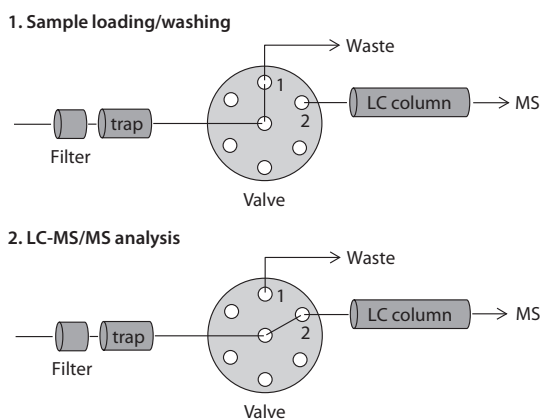 1. Sample loading/washing
Waste
1
LC column
MS
trap
2
Filter
Valve
2. LC-MS/MS analysis
Waste
1
LC column
MS
trap
2
Filter
Valve